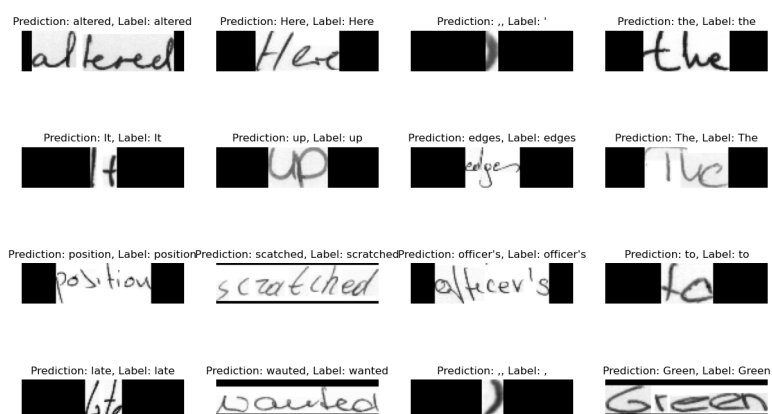 Prediction: altered, Label: altered Prediction: Here, Label: Here Prediction: ,, Label: ' Prediction: the, Label: the
altered Here ) the
Prediction: It, Label: It Prediction: up, Label: up Prediction: edges, Label: edges Prediction: The, Label: The
It up edges The
Prediction: position, Label: position Prediction: scatched, Label: scratched Prediction: officer's, Label: officer's Prediction: to, Label: to
position scratched officer's to
Prediction: late, Label: late Prediction: wauted, Label: wanted Prediction: ,, Label: , Prediction: Green, Label: Green
late wanted ) Green